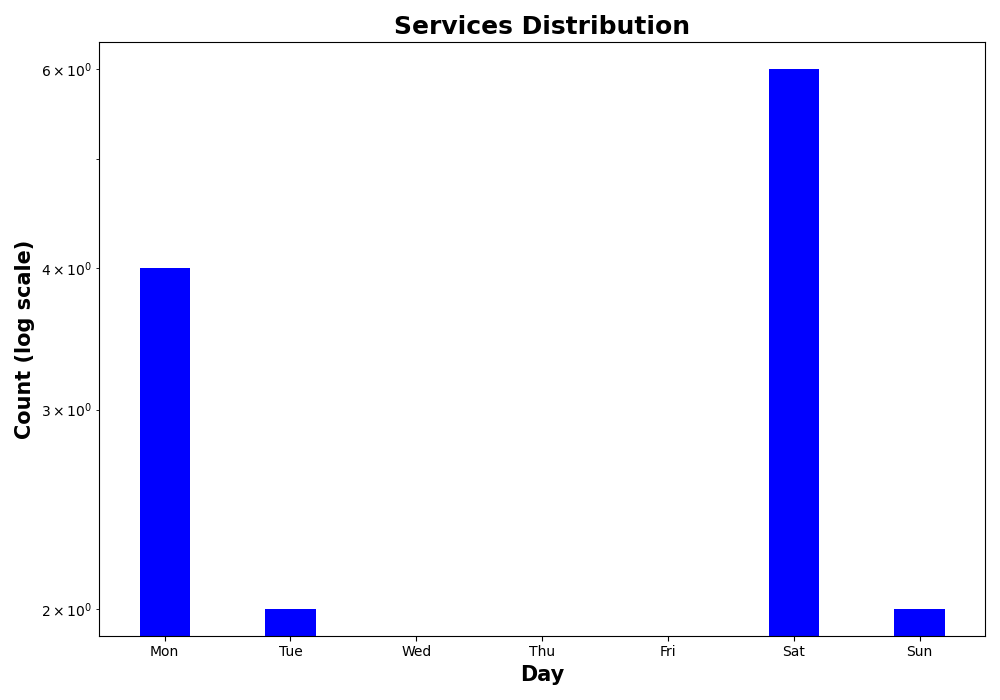 Services Distribution
Count (log scale)
6 × 10⁰
4 × 10⁰
3 × 10⁰
2 × 10⁰
Mon Tue Wed Thu Fri Sat Sun
Day